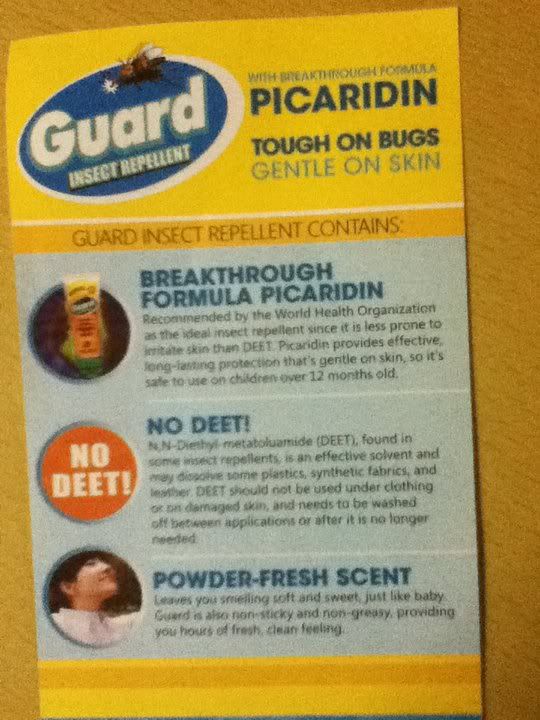 Guard
INSECT REPELLENT
WITH BREAKTHROUGH FORMULA
PICARIDIN
TOUGH ON BUGS
GENTLE ON SKIN
GUARD INSECT REPELLENT CONTAINS:
BREAKTHROUGH
FORMULA PICARIDIN
Recommended by the World Health Organization
as the ideal insect repellent since it is less prone to
irritate skin than DEET. Picaridin provides effective,
long-lasting protection that's gentle on skin, so it's
safe to use on children over 12 months old.
NO
DEET!
NO DEET!
N,N-Diethyl-metatoluamide (DEET), found in
some insect repellents, is an effective solvent and
may dissolve some plastics, synthetic fabrics, and
leather. DEET should not be used under clothing
or on damaged skin, and needs to be washed
off between applications or after it is no longer
needed.
POWDER-FRESH SCENT
Leaves you smelling soft and sweet, just like baby.
Guard is also non-sticky and non-greasy, providing
you hours of fresh, clean feeling.